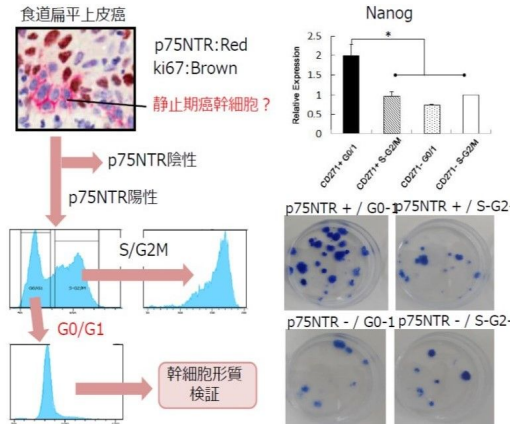 食道扁平上皮癌
p75NTR:Red
ki67:Brown
静止期癌幹細胞？
p75NTR陰性
p75NTR陽性
S/G2M
G0/G1
S-G2/M
G0/G1
幹細胞形質
検証
Nanog
*
Relative Expression
2.5
2
1.5
1
0.5
0
CD271+ G0/1
CD271+ S-G2/M
CD271- G0/1
CD271- S-G2/M
p75NTR + / G0-1
p75NTR + / S-G2-
p75NTR - / G0-1
p75NTR - / S-G2-